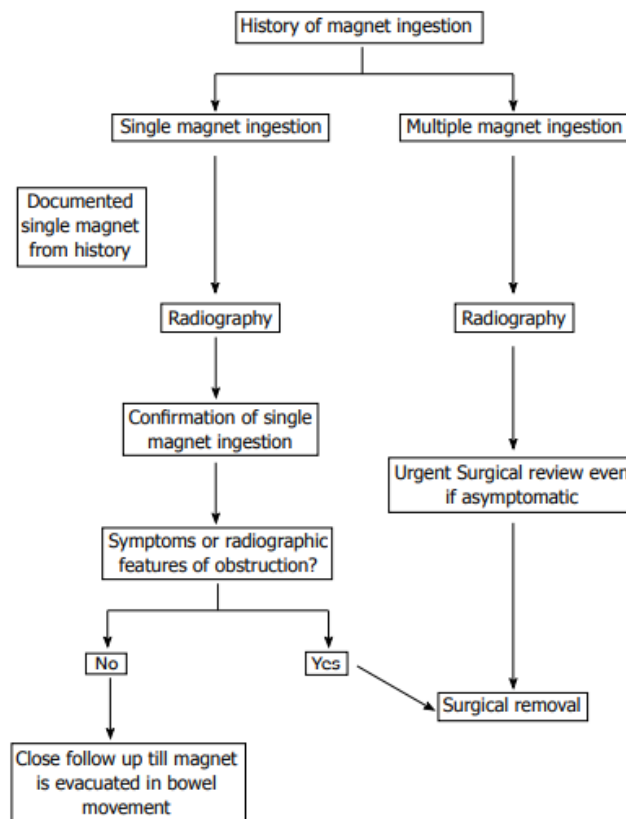 History of magnet ingestion
Single magnet ingestion
Multiple magnet ingestion
Documented
single magnet
from history
Radiography
Radiography
Confirmation of single
magnet ingestion
Urgent Surgical review even
if asymptomatic
Symptoms or radiographic
features of obstruction?
No
Yes
Surgical removal
Close follow up till magnet
is evacuated in bowel
movement